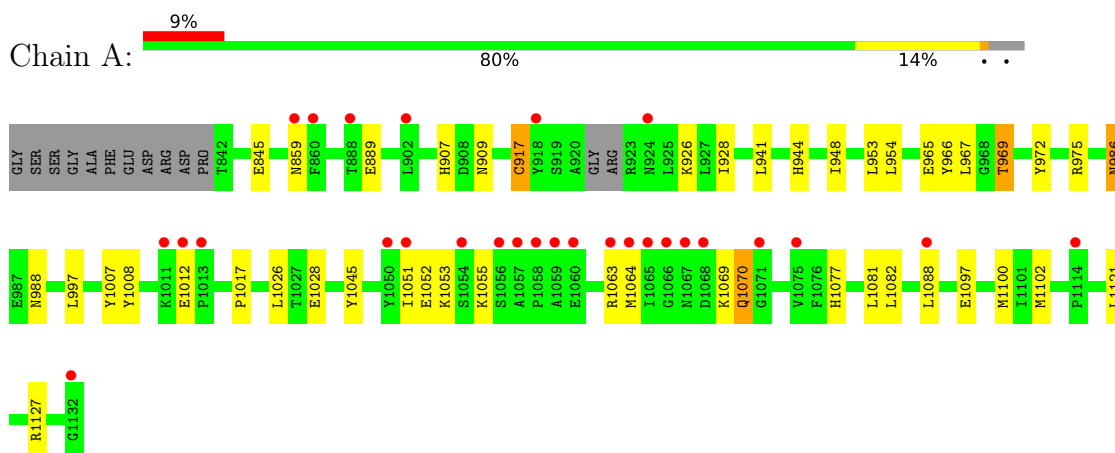 9%
Chain A:
80% 14% • •
GLY SER SER GLY ALA PHE GLU ASP ARG ASP PRO T842 E845 N859 F860 T888 E889 L902 H907 D908 N909 C917 Y918 S919 A920 GLY ARG R923 N924 L925 K926 L927 I928 L941 H944 I948 L953 L954 E965 Y966 L967 G968 T969 Y972 R975 N986
E987 N988 L997 Y1007 Y1008 K1011 E1012 P1013 P1017 L1026 T1027 E1028 Y1045 Y1050 I1051 E1052 K1053 S1054 K1055 S1056 A1057 P1058 A1059 E1060 R1063 M1064 I1065 G1066 N1067 D1068 K1069 Q1070 G1071 V1075 F1076 H1077 L1081 L1082 L1088 E1097 M1100 I1101 M1102 P1114 L1121
R1127 G1132